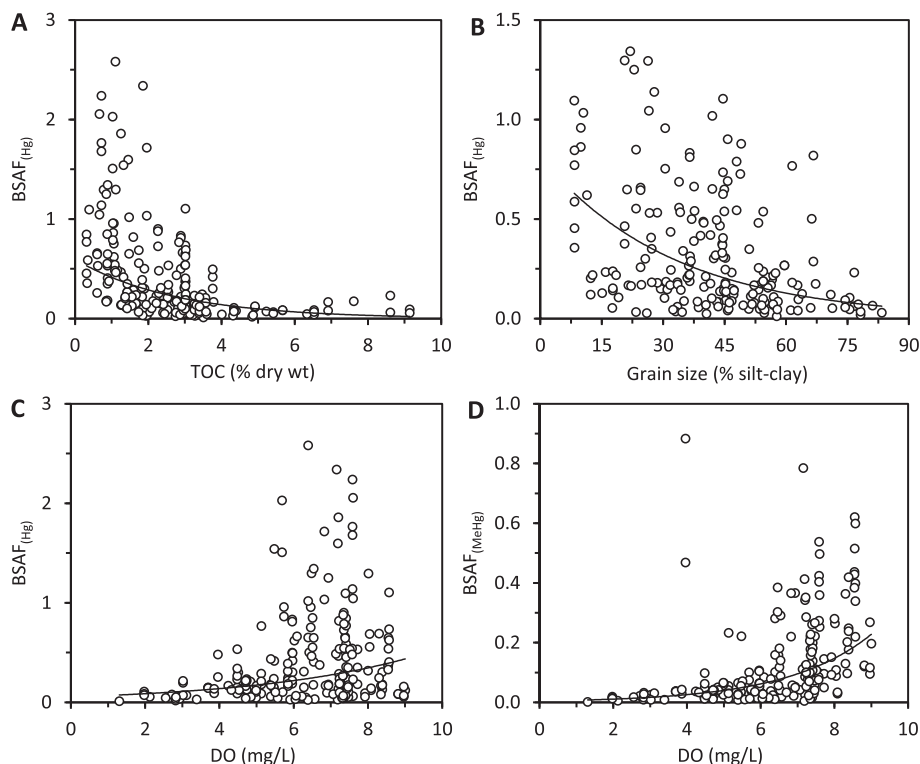 A
B
3
2
1
0
BSAF(Hg)
0 2 4 6 8 10
TOC (% dry wt)
1.5
1.0
0.5
0.0
BSAF(Hg)
0 15 30 45 60 75 90
Grain size (% silt-clay)
C
D
3
2
1
0
BSAF(Hg)
0 2 4 6 8 10
DO (mg/L)
1.0
0.8
0.6
0.4
0.2
0.0
BSAF(MeHg)
0 2 4 6 8 10
DO (mg/L)